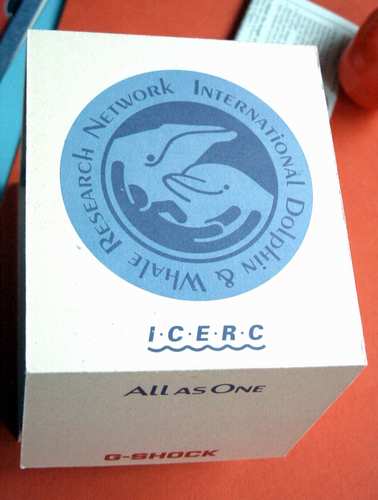 INTERNATIONAL DOLPHIN & WHALE RESEARCH NETWORK
I·C·E·R·C
ALL AS ONE
G-SHOCK